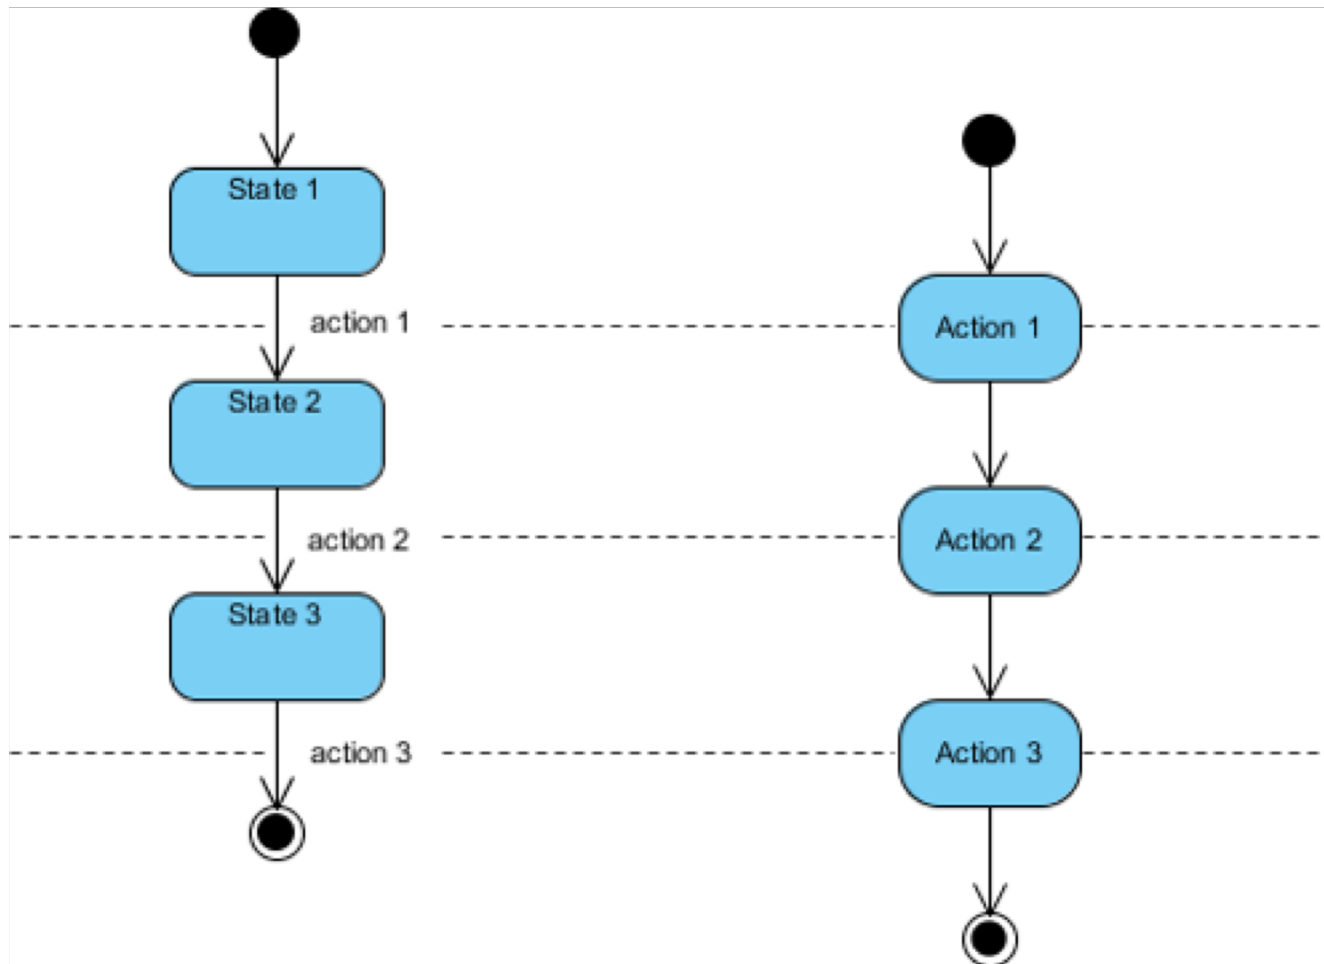 State 1
action 1
Action 1
State 2
action 2
Action 2
State 3
action 3
Action 3